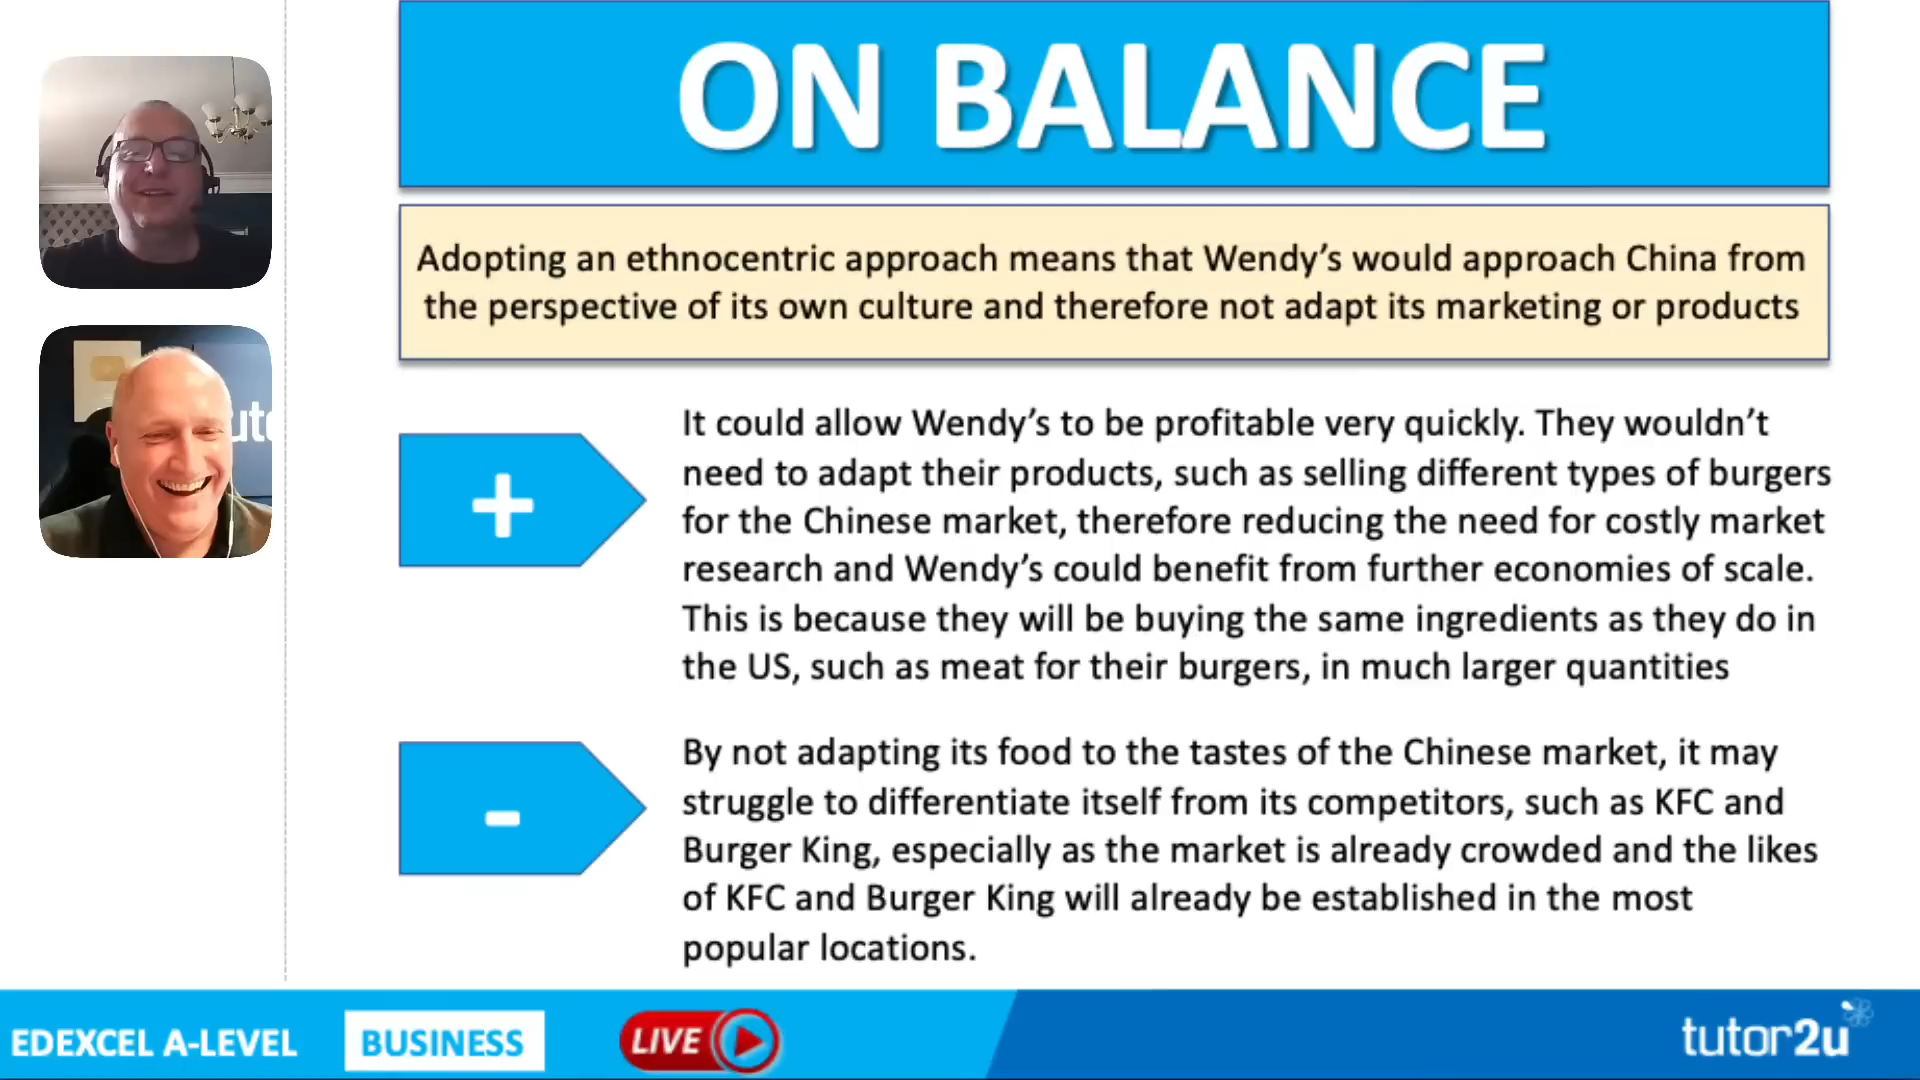 ON BALANCE
Adopting an ethnocentric approach means that Wendy's would approach China from
the perspective of its own culture and therefore not adapt its marketing or products
+
It could allow Wendy's to be profitable very quickly. They wouldn't
need to adapt their products, such as selling different types of burgers
for the Chinese market, therefore reducing the need for costly market
research and Wendy's could benefit from further economies of scale.
This is because they will be buying the same ingredients as they do in
the US, such as meat for their burgers, in much larger quantities
-
By not adapting its food to the tastes of the Chinese market, it may
struggle to differentiate itself from its competitors, such as KFC and
Burger King, especially as the market is already crowded and the likes
of KFC and Burger King will already be established in the most
popular locations.
uto
EDEXCEL A-LEVEL BUSINESS LIVE tutor2u